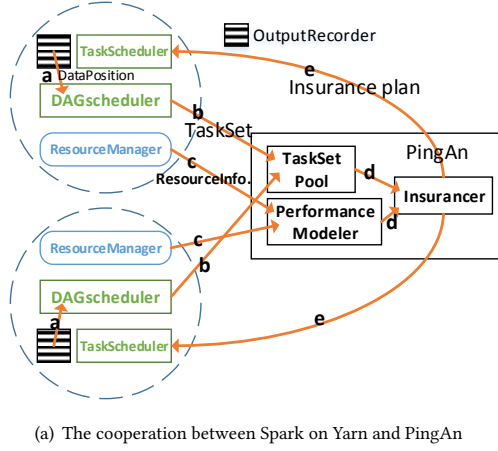 OutputRecorder
TaskScheduler
a
DataPosition
e
Insurance plan
DAGscheduler
b
TaskSet
PingAn
ResourceManager
c
ResourceInfo.
TaskSet
Pool
d
Insurancer
Performance
Modeler
d
ResourceManager
c
b
DAGscheduler
a
e
TaskScheduler
(a) The cooperation between Spark on Yarn and PingAn